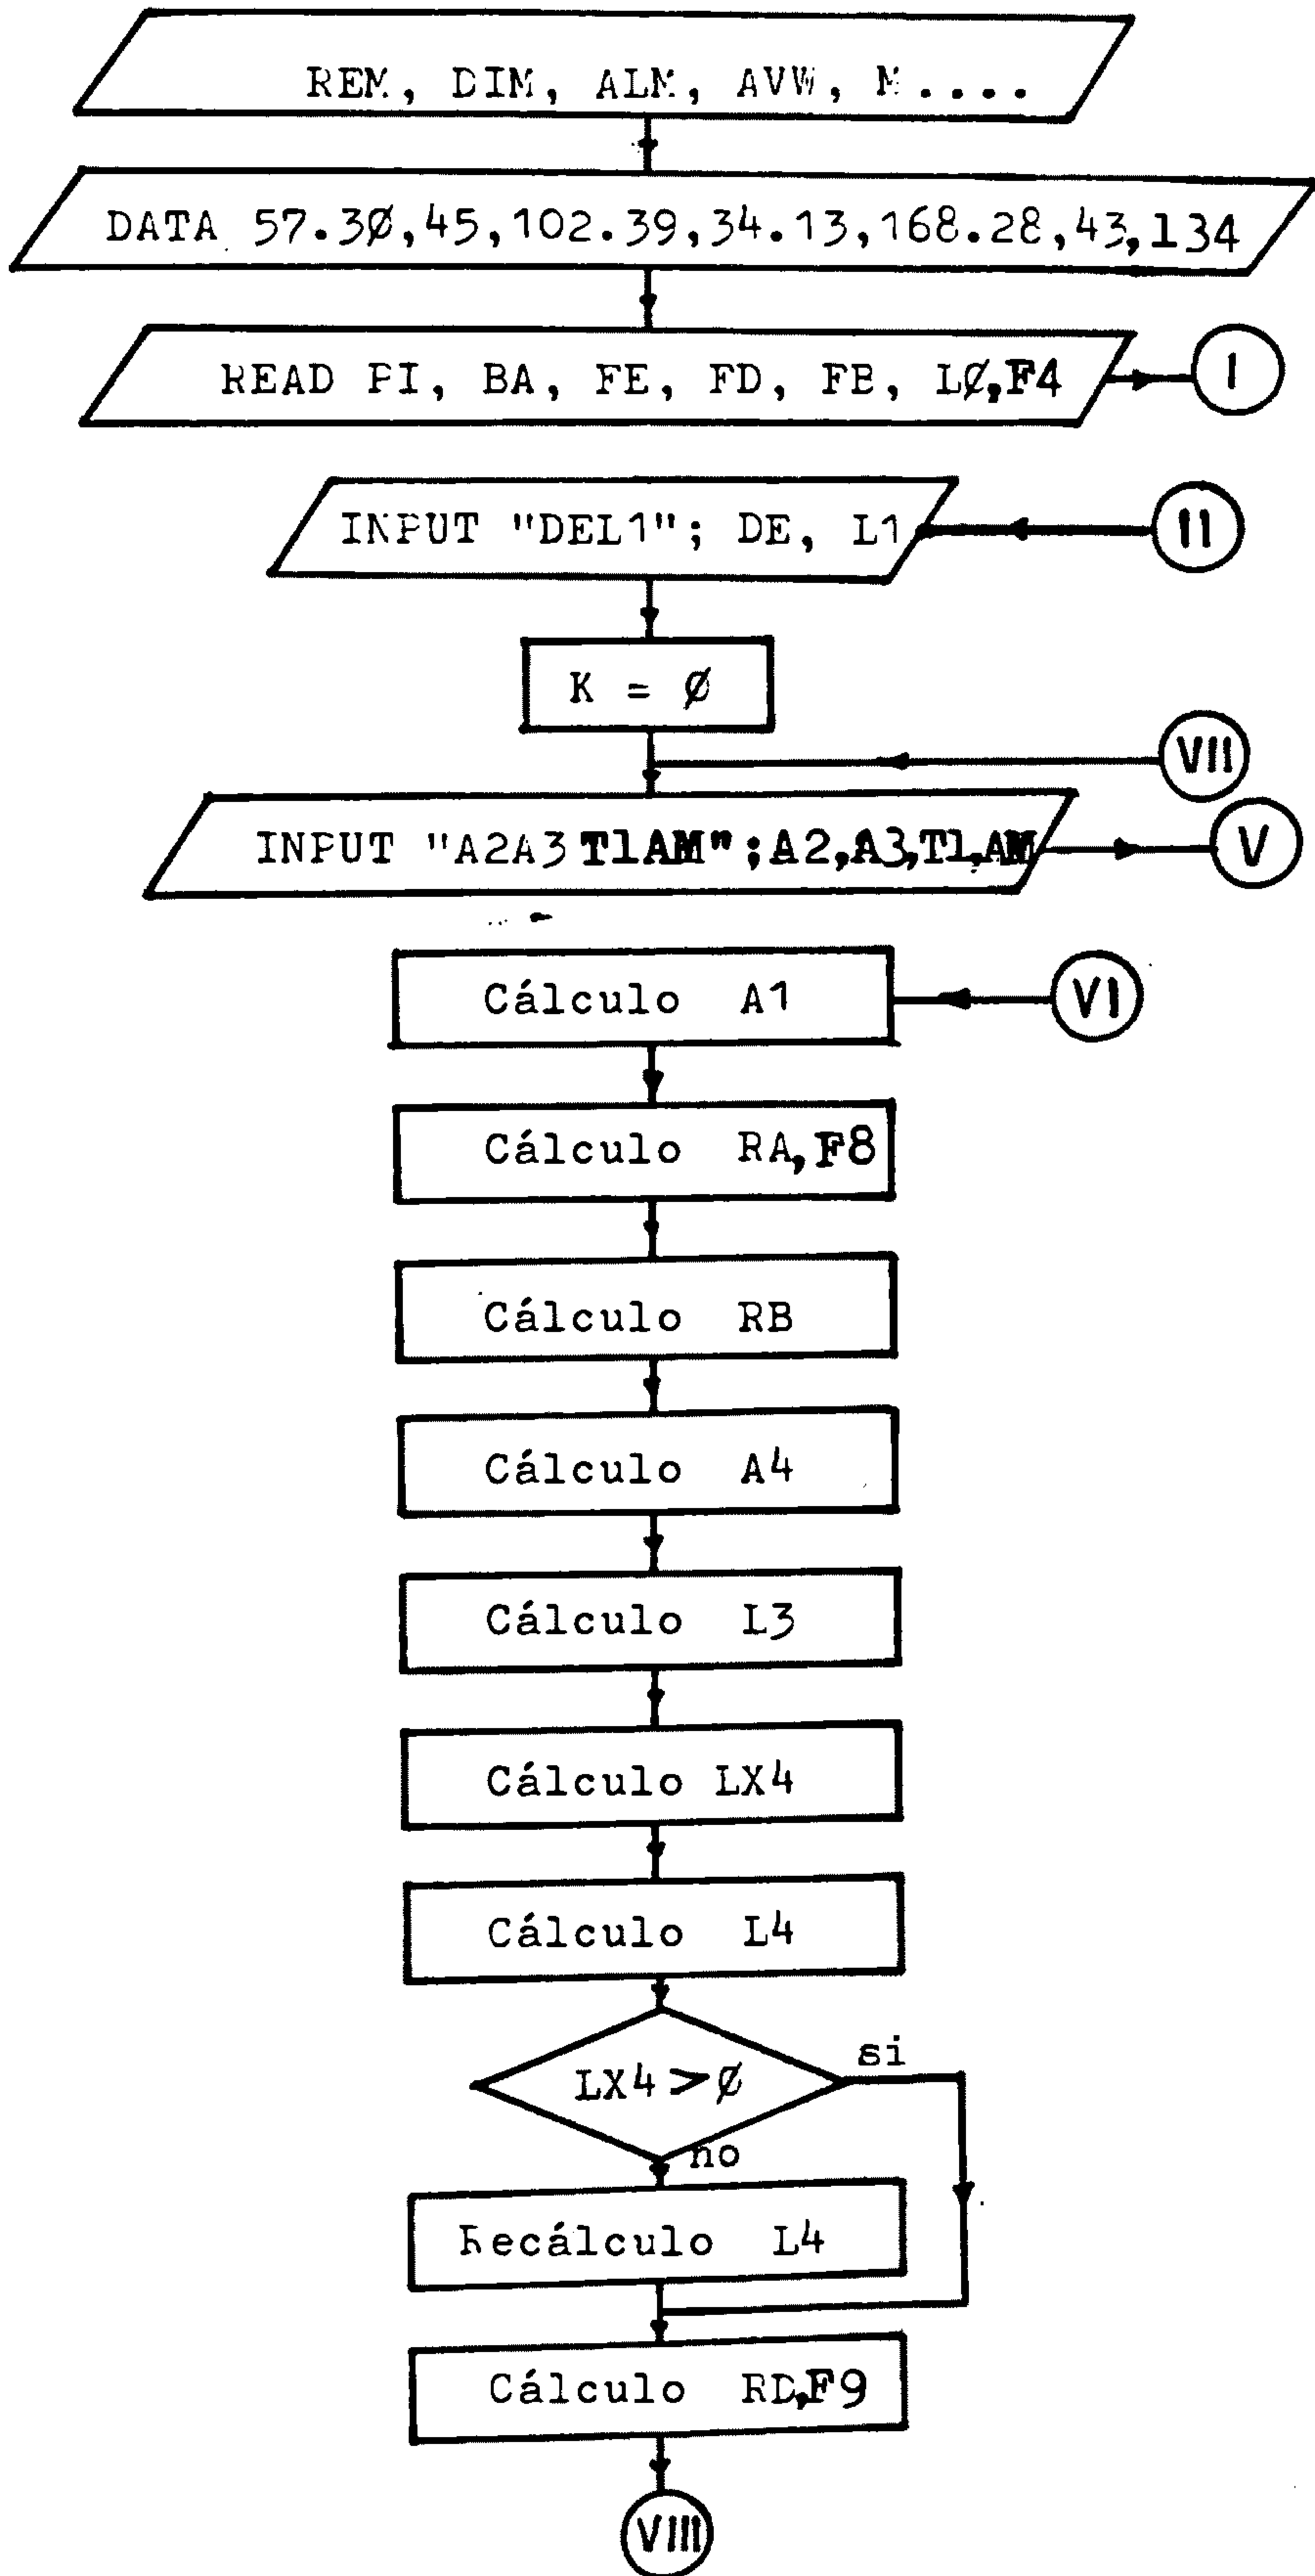 REM, DIM, ALM, AVW, M....
DATA 57.3Ø,45,102.39,34.13,168.28,43,134
READ PI, BA, FE, FD, FB, LØ,F4
I
INPUT "DEL1"; DE, L1
II
K = Ø
VII
INPUT "A2A3 T1AM";A2,A3,T1,AM
V
Cálculo A1
VI
Cálculo RA,F8
Cálculo RB
Cálculo A4
Cálculo L3
Cálculo LX4
Cálculo L4
LX4 > Ø
si
no
Recálculo L4
Cálculo RD,F9
VIII